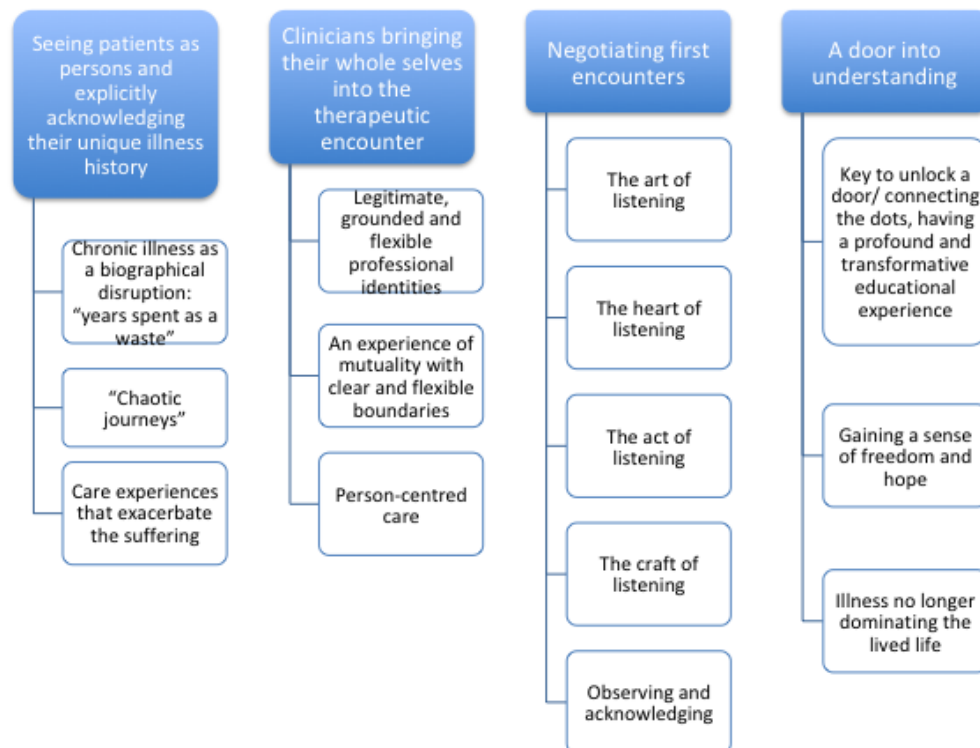 Seeing patients as
persons and
explicitly
acknowledging
their unique illness
history
Chronic illness as
a biographical
disruption:
“years spent as a
waste”
“Chaotic
journeys”
Care experiences
that exacerbate
the suffering
Clinicians bringing
their whole selves
into the
therapeutic
encounter
Legitimate,
grounded and
flexible
professional
identities
An experience of
mutuality with
clear and flexible
boundaries
Person-centred
care
Negotiating first
encounters
The art of
listening
The heart of
listening
The act of
listening
The craft of
listening
Observing and
acknowledging
A door into
understanding
Key to unlock a
door/ connecting
the dots, having
a profound and
transformative
educational
experience
Gaining a sense
of freedom and
hope
Illness no longer
dominating the
lived life